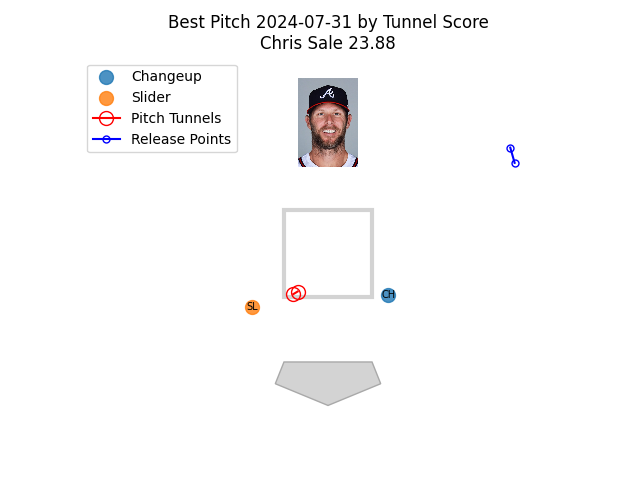 Best Pitch 2024-07-31 by Tunnel Score
Chris Sale 23.88
Changeup
Slider
Pitch Tunnels
Release Points
A
SL
CH